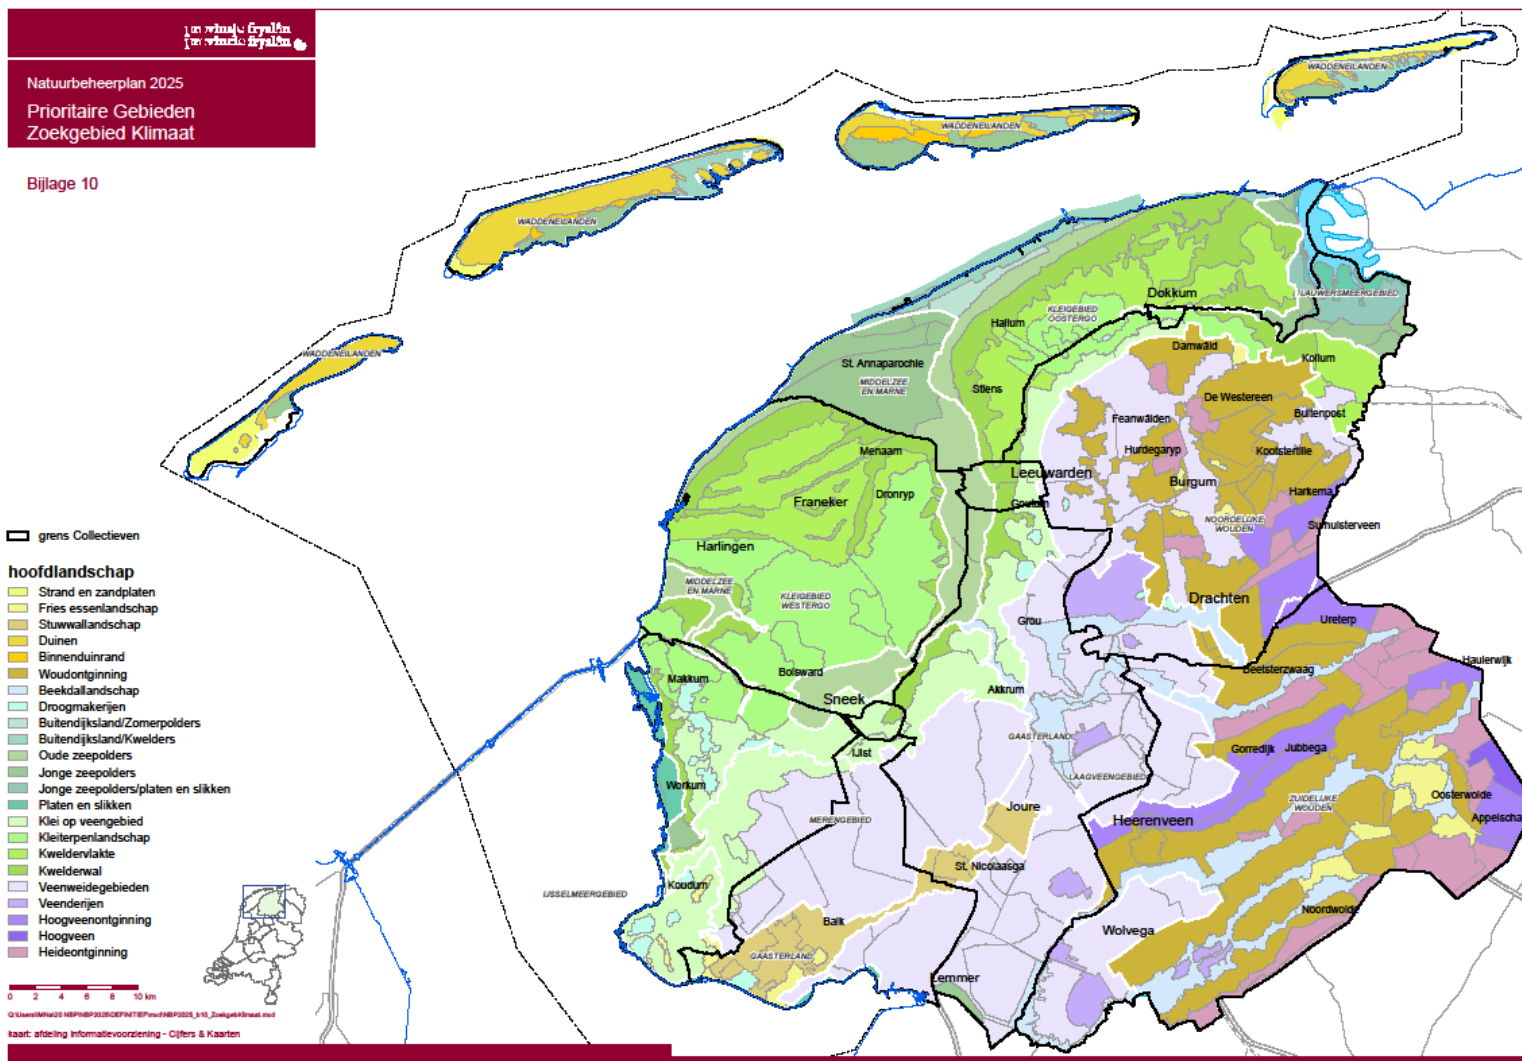 provinsje fryslân
provincie fryslân
Natuurbeheerplan 2025
Prioritaire Gebieden
Zoekgebied Klimaat
Bijlage 10
WADDENEILANDEN
WADDENEILANDEN
WADDENEILANDEN
WADDENEILANDEN
LAUWERSMEERGEBIED
Dokkum
KLEIGEBIED
OOSTERGO
Hallum
Damwâld
Kollum
St. Annaparochie
MIDDELZEE
EN MARNE
Stiens
De Westereen
Feanwâlden
Buitenpost
Menaam
Hurdegaryp
Kootstertille
Leeuwarden
Burgum
Franeker
Dronryp
Harkema
Goutum
NOORDELIJKE
WOUDEN
Surhuisterveen
Harlingen
MIDDELZEE
EN MARNE
KLEIGEBIED
WESTERGO
Drachten
Grou
Ureterp
Haulerwijk
Beetsterzwaag
Makkum
Bolsward
Akkrum
Sneek
GAASTERLAND
IJlst
Gorredijk
Jubbega
LAAGVEENGEBIED
Workum
ZUIDELIJKE
WOUDEN
Oosterwolde
Joure
MERENGEBIED
Heerenveen
Appelscha
St. Nicolaasga
Koudum
IJSSELMEERGEBIED
Noordwolde
Balk
Wolvega
GAASTERLAND
Lemmer
grens Collectieven
hoofdlandschap
Strand en zandplaten
Fries essenlandschap
Stuwwallandschap
Duinen
Binnenduinrand
Woudontginning
Beekdallandschap
Droogmakerijen
Buitendijksland/Zomerpolders
Buitendijksland/Kwelders
Oude zeepolders
Jonge zeepolders
Jonge zeepolders/platen en slikken
Platen en slikken
Klei op veengebied
Kleiterpenlandschap
Kweldervlakte
Kwelderwal
Veenweidegebieden
Veenderijen
Hoogveenontginning
Hoogveen
Heideontginning
0 2 4 6 8 10 km
kaart: afdeling Informatievoorziening - Cijfers & Kaarten